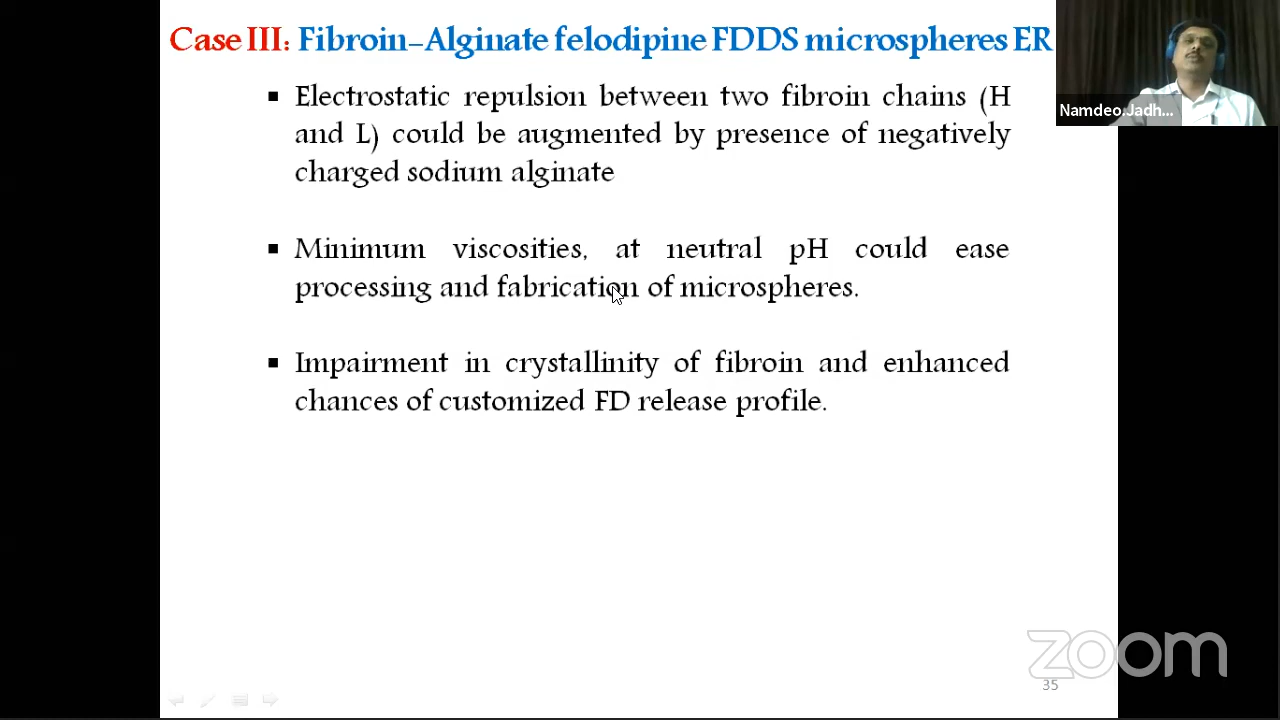 Case III: Fibroin-Alginate felodipine FDDS microspheres ER
Namdeo.Jadh...
▪ Electrostatic repulsion between two fibroin chains (H
and L) could be augmented by presence of negatively
charged sodium alginate
▪ Minimum viscosities, at neutral pH could ease
processing and fabrication of microspheres.
▪ Impairment in crystallinity of fibroin and enhanced
chances of customized FD release profile.
zoom
35